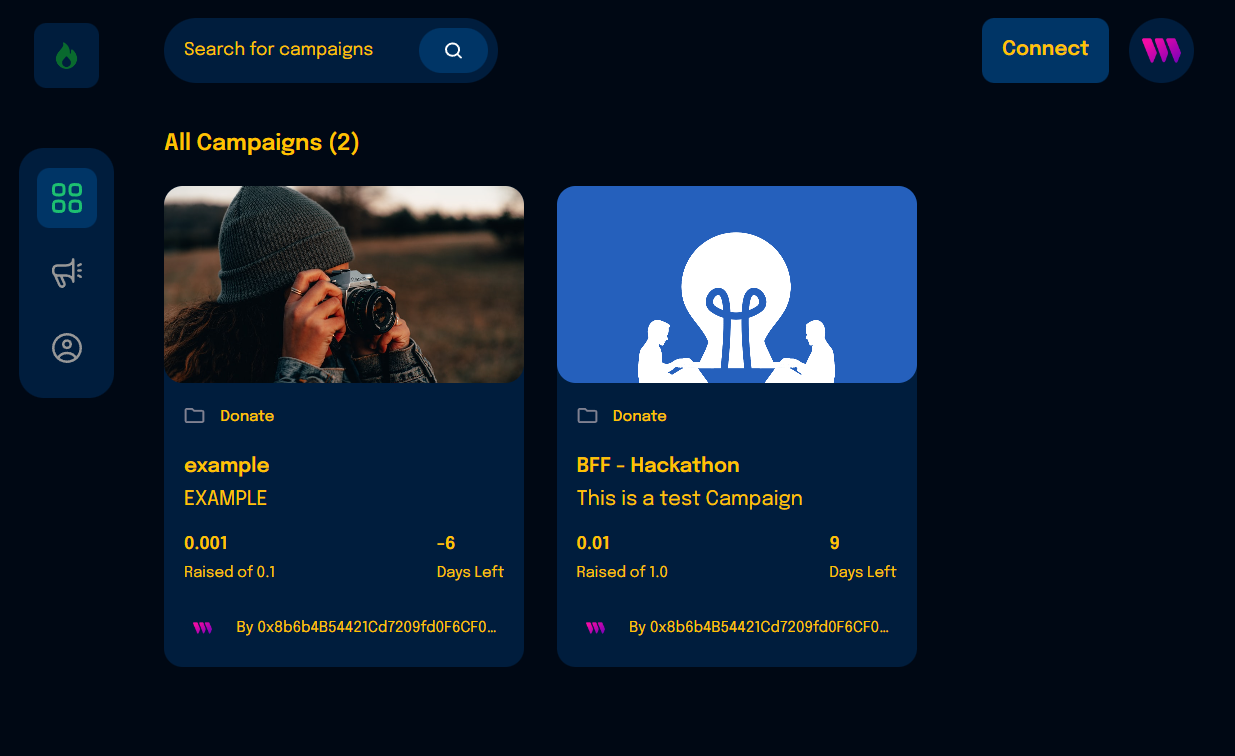 Search for campaigns
Connect
All Campaigns (2)
Donate
example
EXAMPLE
0.001
-6
Raised of 0.1
Days Left
By 0x8b6b4B54421Cd7209fd0F6CF0...
Donate
BFF - Hackathon
This is a test Campaign
0.01
9
Raised of 1.0
Days Left
By 0x8b6b4B54421Cd7209fd0F6CF0...